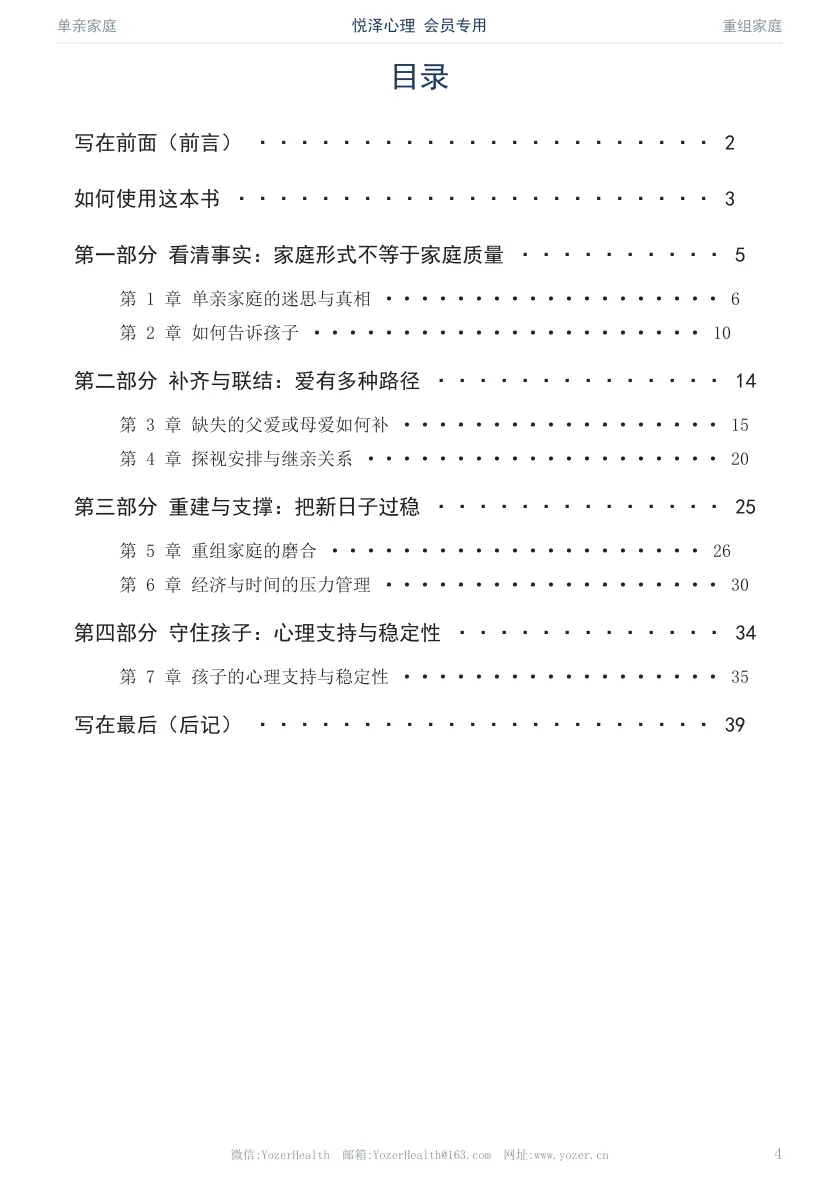 单亲家庭 悦泽心理 会员专用 重组家庭
目录
写在前面（前言） · · · · · · · · · · · · · · · · · · · · · · 2
如何使用这本书 · · · · · · · · · · · · · · · · · · · · · · · 3
第一部分 看清事实：家庭形式不等于家庭质量 · · · · · · · · · · 5
第 1 章 单亲家庭的迷思与真相 · · · · · · · · · · · · · · · · · · · 6
第 2 章 如何告诉孩子 · · · · · · · · · · · · · · · · · · · · · · 10
第二部分 补齐与联结：爱有多种路径 · · · · · · · · · · · · · · 14
第 3 章 缺失的父爱或母爱如何补 · · · · · · · · · · · · · · · · · · 15
第 4 章 探视安排与继亲关系 · · · · · · · · · · · · · · · · · · · · 20
第三部分 重建与支撑：把新日子过稳 · · · · · · · · · · · · · · 25
第 5 章 重组家庭的磨合 · · · · · · · · · · · · · · · · · · · · · 26
第 6 章 经济与时间的压力管理 · · · · · · · · · · · · · · · · · · · 30
第四部分 守住孩子：心理支持与稳定性 · · · · · · · · · · · · · 34
第 7 章 孩子的心理支持与稳定性 · · · · · · · · · · · · · · · · · · 35
写在最后（后记） · · · · · · · · · · · · · · · · · · · · · · 39
微信:YozerHealth 邮箱:YozerHealth@163.com 网址:www.yozer.cn 4